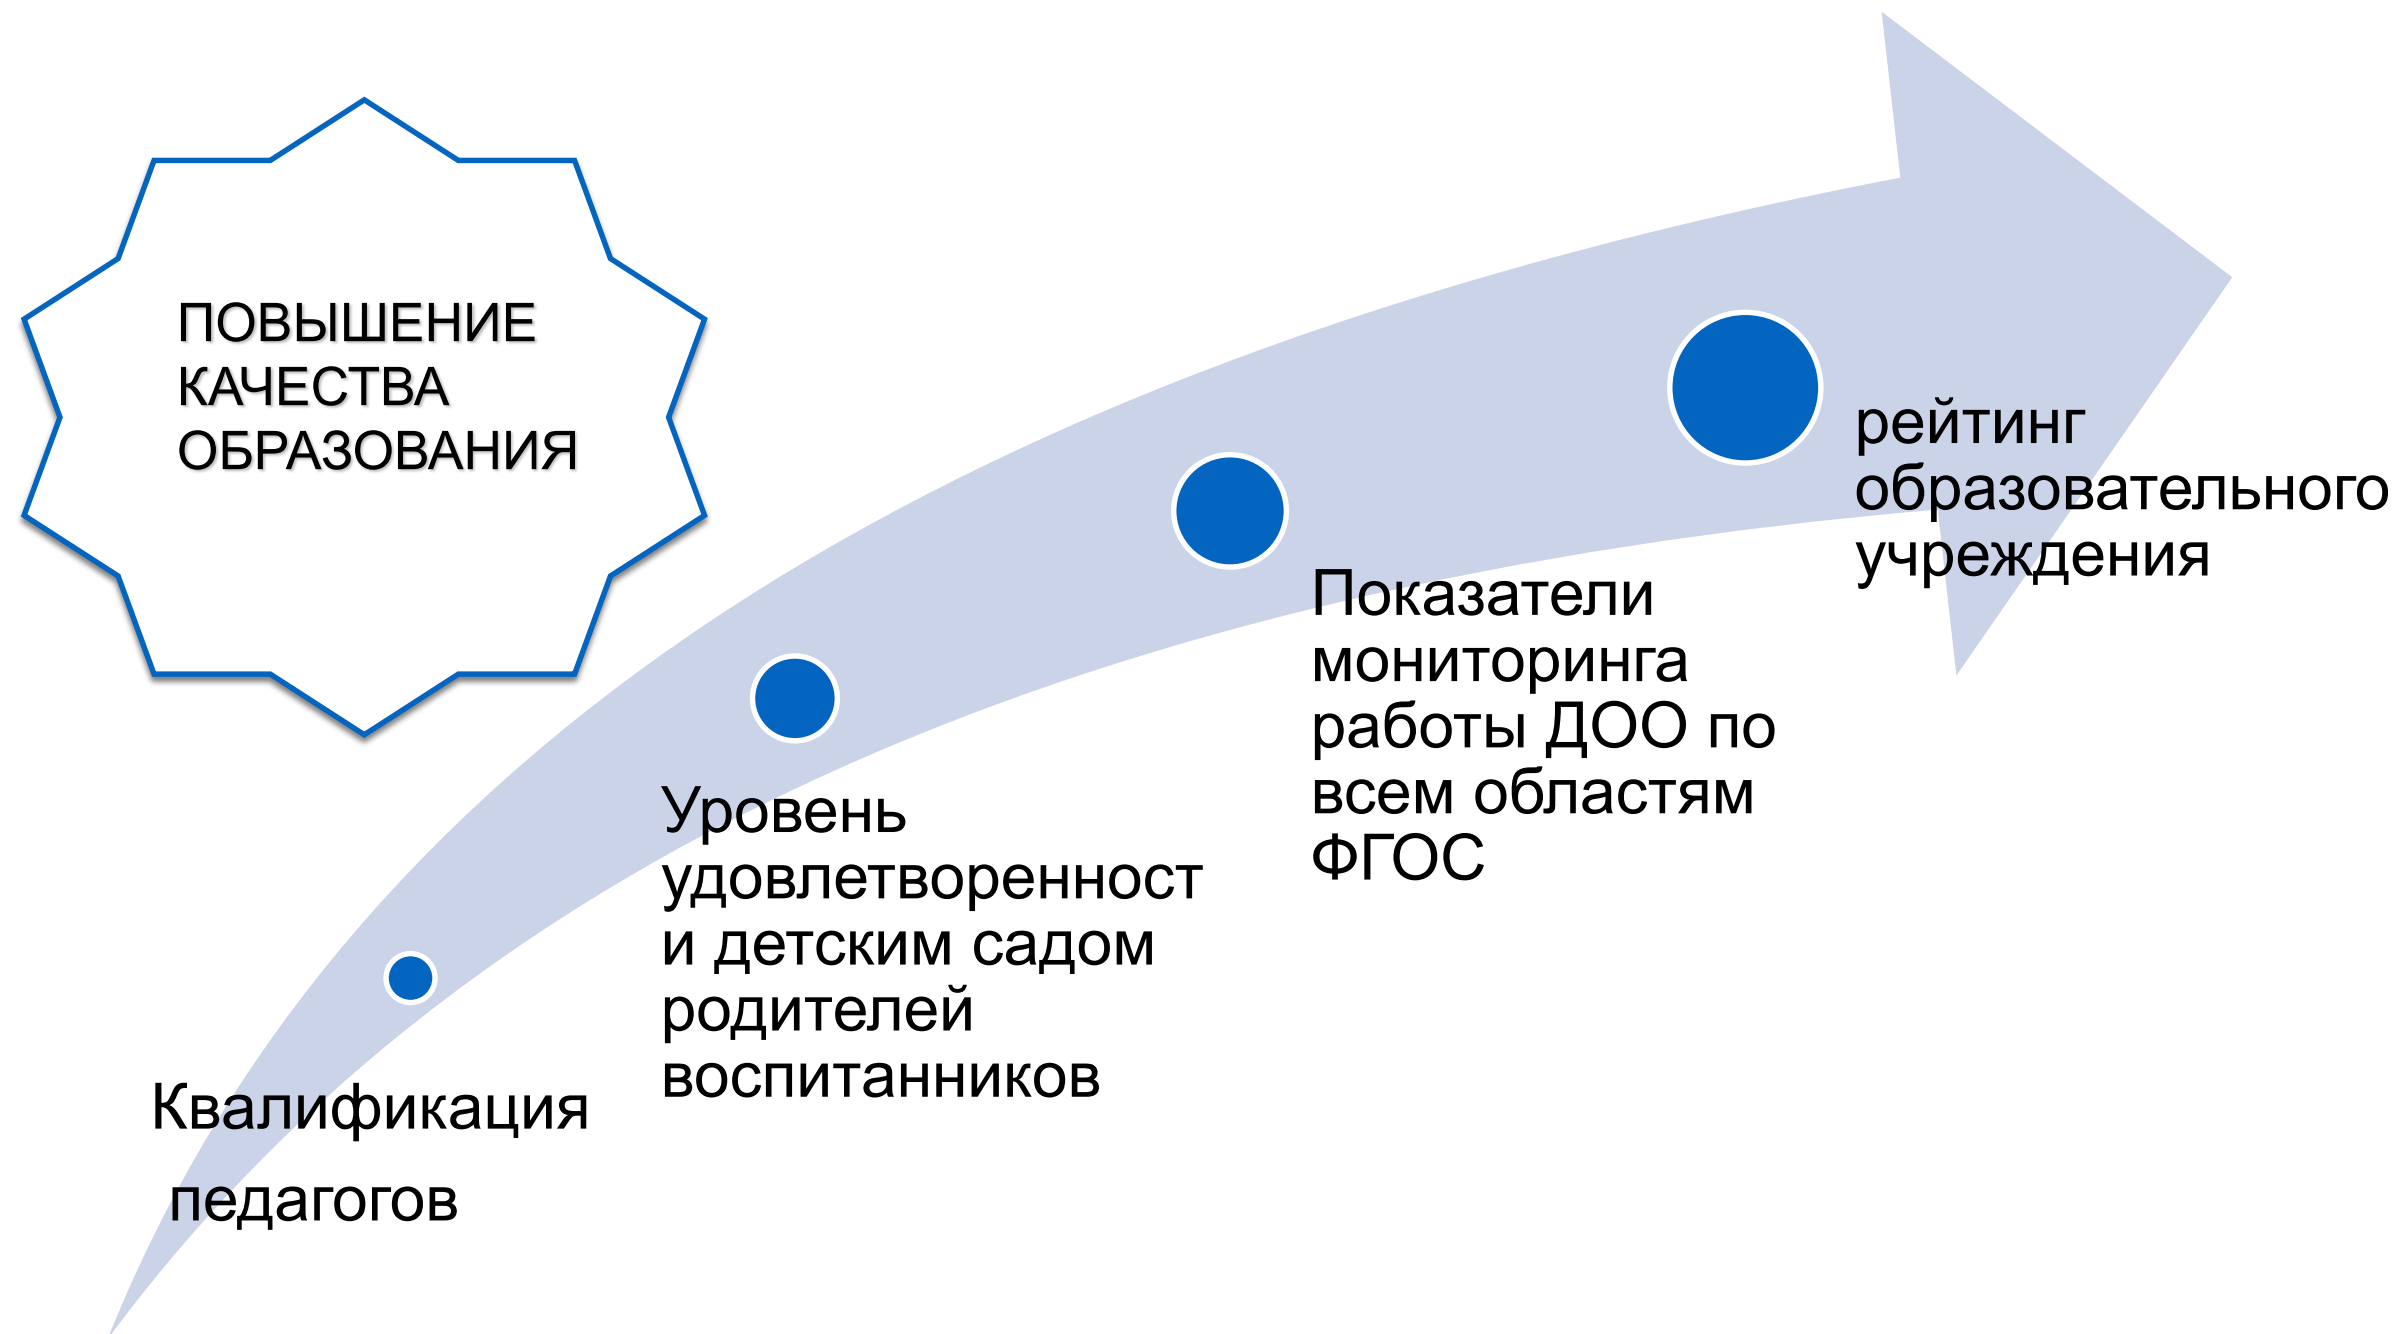 ПОВЫШЕНИЕ
КАЧЕСТВА
ОБРАЗОВАНИЯ
Квалификация
педагогов
Уровень
удовлетворенност
и детским садом
родителей
воспитанников
Показатели
мониторинга
работы ДОО по
всем областям
ФГОС
рейтинг
образовательного
учреждения